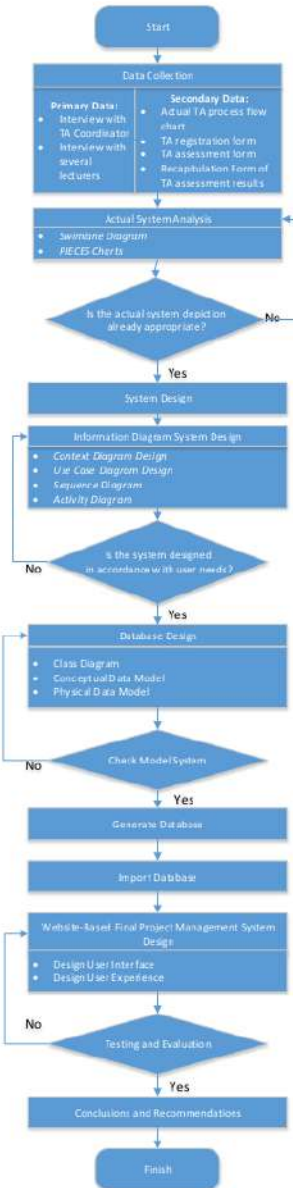 Start
Data Collection
Primary Data:
• Interview with
TA Coordinator
• Interview with
several
lecturers
Secondary Data:
• Actual TA process flow
chart
• TA registration form
• TA assessment form
• Recapitulation Form of
TA assessment results
Actual System Analysis
• Swimlane Diagram
• PIECES Charts
Is the actual system depiction
already appropriate?
No
Yes
System Design
Information Diagram System Design
• Context Diagram Design
• Use Case Diagram Design
• Sequence Diagram
• Activity Diagram
Is the system designed
in accordance with user needs?
No
Yes
Database Design
• Class Diagram
• Conceptual Data Model
• Physical Data Model
Check Model System
No
Yes
Generate Database
Import Database
Website-Based Final Project Management System
Design
• Design User Interface
• Design User Experience
No
Testing and Evaluation
Yes
Conclusions and Recommendations
Finish